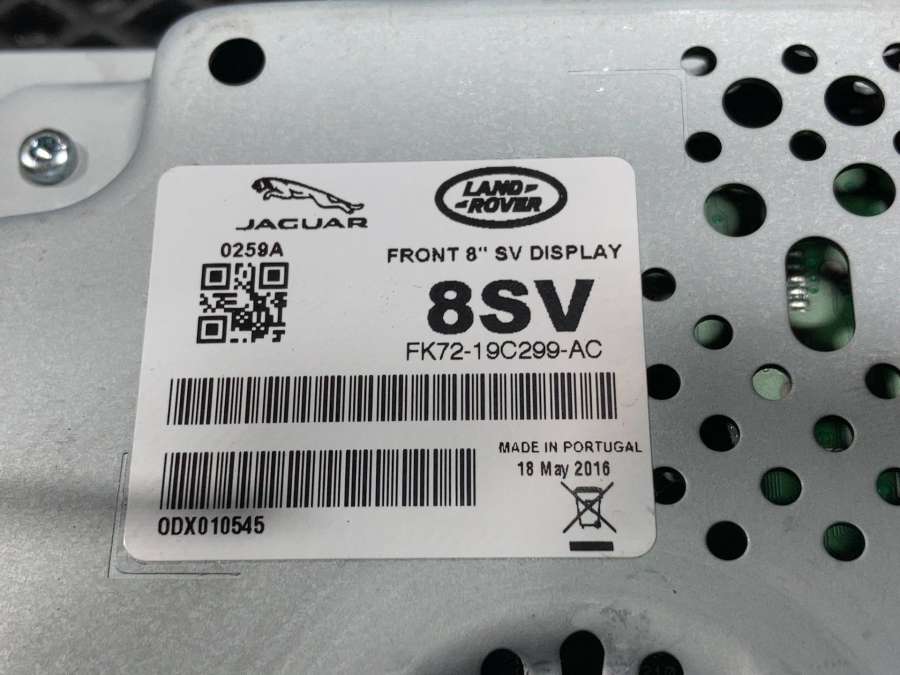 JAGUAR
LAND
ROVER
0259A
FRONT 8" SV DISPLAY
8SV
FK72-19C299-AC
MADE IN PORTUGAL
18 May 2016
ODX010545